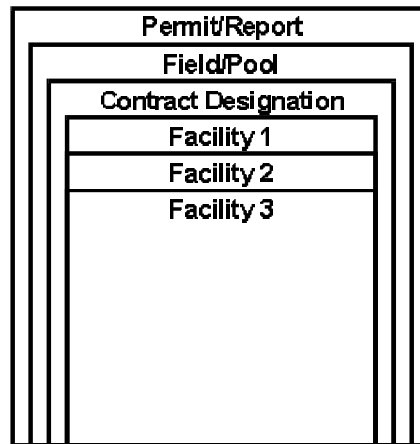 Permit/Report
Field/Pool
Contract Designation
Facility 1
Facility 2
Facility 3